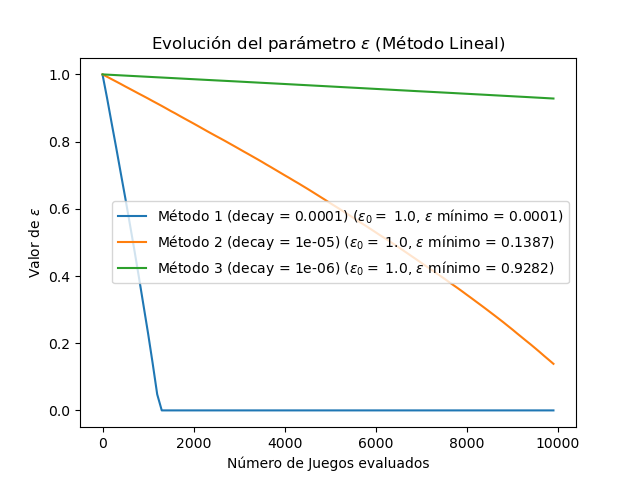 Evolución del parámetro ε (Método Lineal)
Valor de ε
1.0
0.8
0.6
0.4
0.2
0.0
Método 1 (decay = 0.0001) (ε₀ = 1.0, ε mínimo = 0.0001)
Método 2 (decay = 1e-05) (ε₀ = 1.0, ε mínimo = 0.1387)
Método 3 (decay = 1e-06) (ε₀ = 1.0, ε mínimo = 0.9282)
0 2000 4000 6000 8000 10000
Número de Juegos evaluados